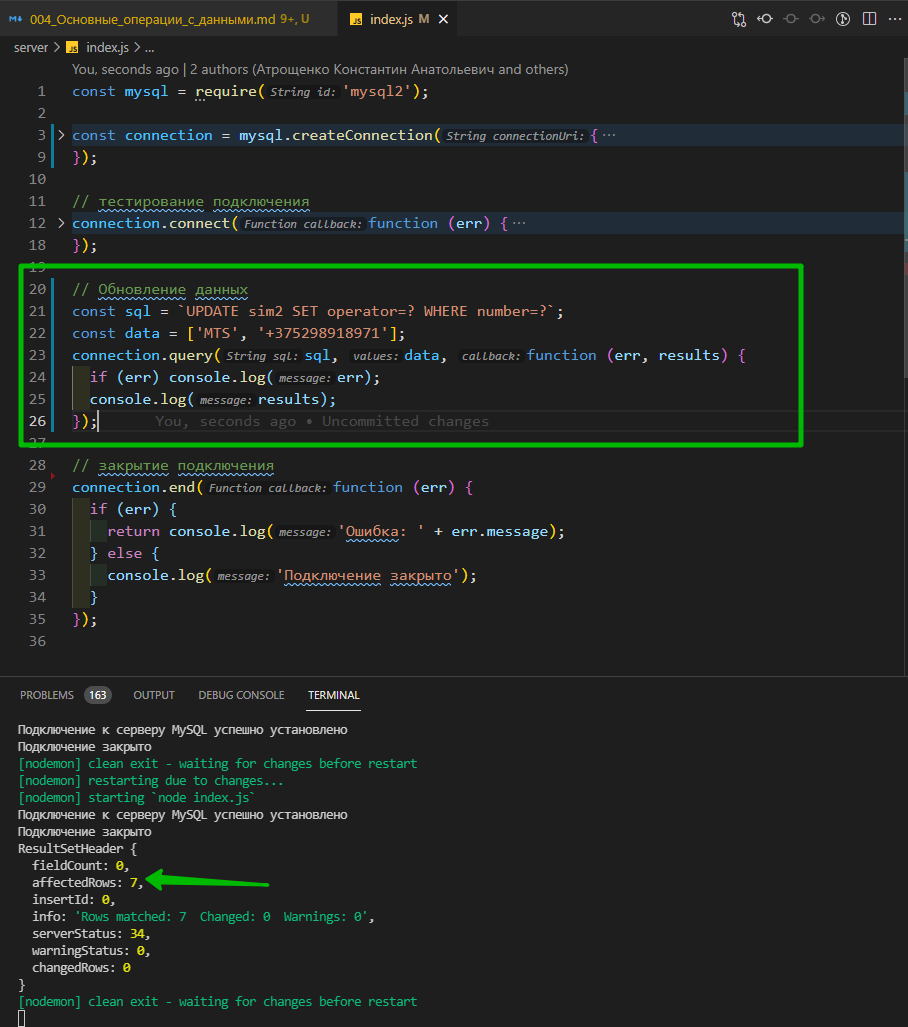 004_Основные_операции_с_данными.md 9+, U
JS index.js M
server > JS index.js > ...
You, seconds ago | 2 authors (Атрощенко Константин Анатольевич and others)
1 const mysql = require( String id: 'mysql2');
2
3 const connection = mysql.createConnection( String connectionUri: { ...
9 });
10
11 // тестирование подключения
12 connection.connect( Function callback: function (err) { ...
18 });
19
20 // Обновление данных
21 const sql = `UPDATE sim2 SET operator=? WHERE number=?`;
22 const data = ['MTS', '+375298918971'];
23 connection.query( String sql: sql, values: data, callback: function (err, results) {
24 if (err) console.log( message: err);
25 console.log( message: results);
26 }); You, seconds ago • Uncommitted changes
27
28 // закрытие подключения
29 connection.end( Function callback: function (err) {
30 if (err) {
31 return console.log( message: 'Ошибка: ' + err.message);
32 } else {
33 console.log( message: 'Подключение закрыто');
34 }
35 });
36
PROBLEMS 163 OUTPUT DEBUG CONSOLE TERMINAL
Подключение к серверу MySQL успешно установлено
Подключение закрыто
[nodemon] clean exit - waiting for changes before restart
[nodemon] restarting due to changes...
[nodemon] starting `node index.js`
Подключение к серверу MySQL успешно установлено
Подключение закрыто
ResultSetHeader {
fieldCount: 0,
affectedRows: 7,
insertId: 0,
info: 'Rows matched: 7 Changed: 0 Warnings: 0',
serverStatus: 34,
warningStatus: 0,
changedRows: 0
}
[nodemon] clean exit - waiting for changes before restart